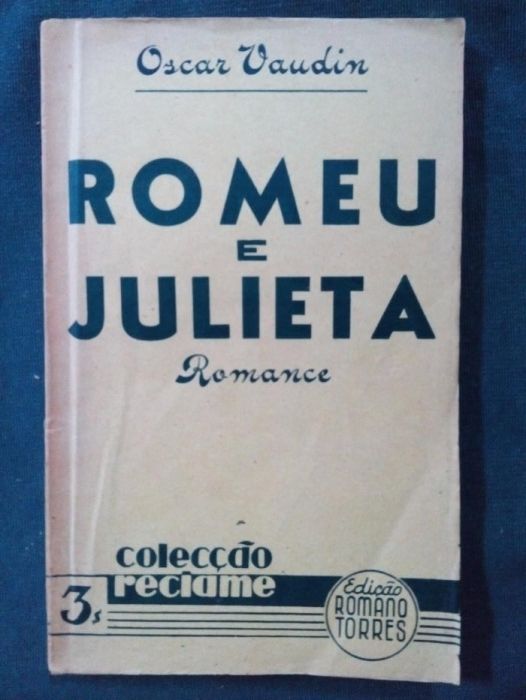 Oscar Vaudin
ROMEU
E
JULIETA
Romance
colecção
reclame
3$
Edição
ROMANO
TORRES